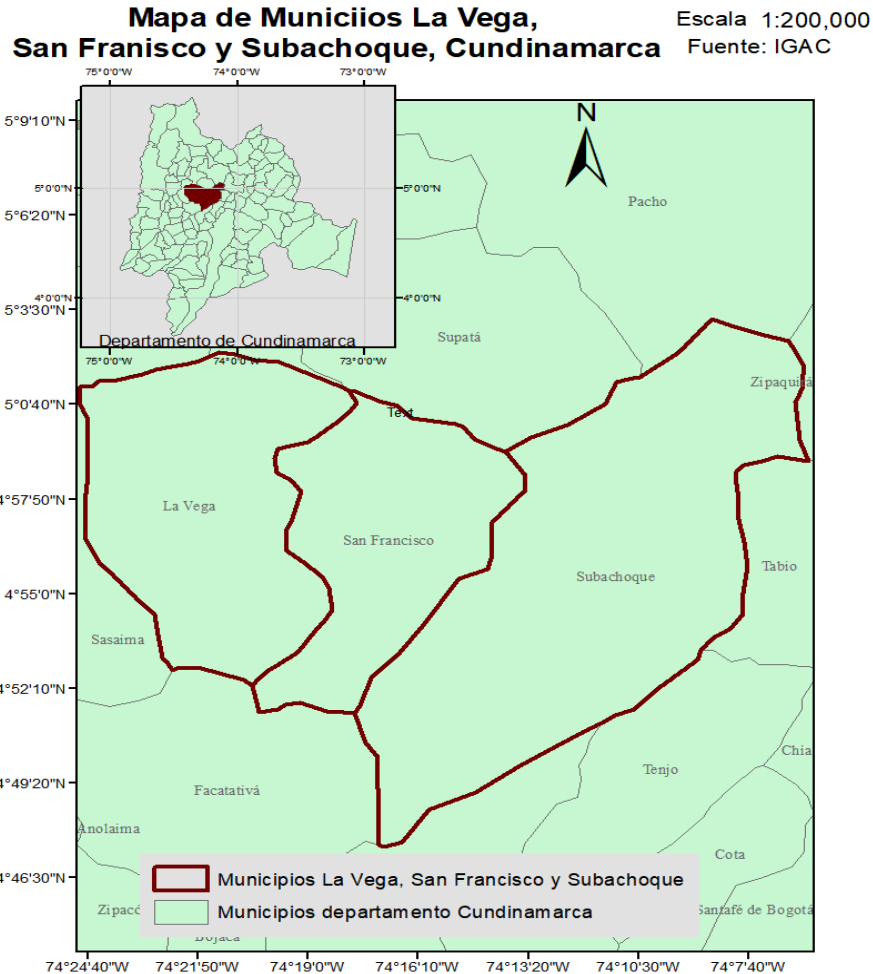 Mapa de Municiios La Vega,
San Franisco y Subachoque, Cundinamarca
Escala 1:200,000
Fuente: IGAC
75°0'0"W 74°0'0"W 73°0'0"W
5°0'0"N 5°0'0"N
4°0'0"N 4°0'0"N
Departamento de Cundinamarca
75°0'0"W 74°0'0"W 73°0'0"W
N
5°9'10"N
5°6'20"N
5°3'30"N
5°0'40"N
4°57'50"N
4°55'0"N
4°52'10"N
4°49'20"N
4°46'30"N
Pacho
Supatá
Zipaquirá
Text
La Vega
San Francisco
Subachoque
Tabio
Sasaima
Chia
Tenjo
Facatativá
Anolaima
Cota
Zipacó
Santafé de Bogotá
Bojacá
Municipios La Vega, San Francisco y Subachoque
Municipios departamento Cundinamarca
74°24'40"W 74°21'50"W 74°19'0"W 74°16'10"W 74°13'20"W 74°10'30"W 74°7'40"W